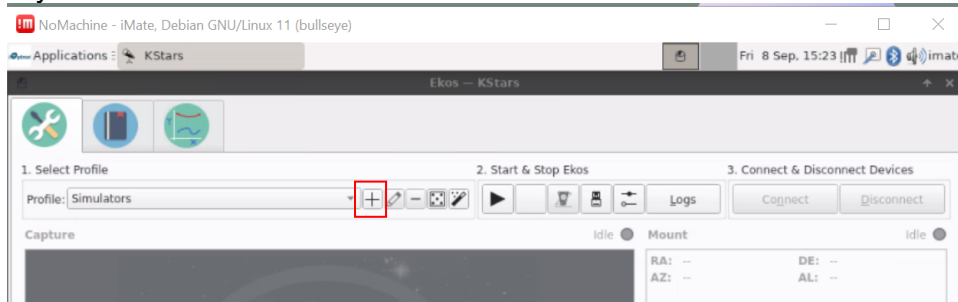 NoMachine - iMate, Debian GNU/Linux 11 (bullseye)
Applications KStars Fri 8 Sep, 15:23 imat
Ekos — KStars
1. Select Profile 2. Start & Stop Ekos 3. Connect & Disconnect Devices
Profile: Simulators Logs Connect Disconnect
Capture Idle Mount Idle
RA: -- DE: --
AZ: -- AL: --